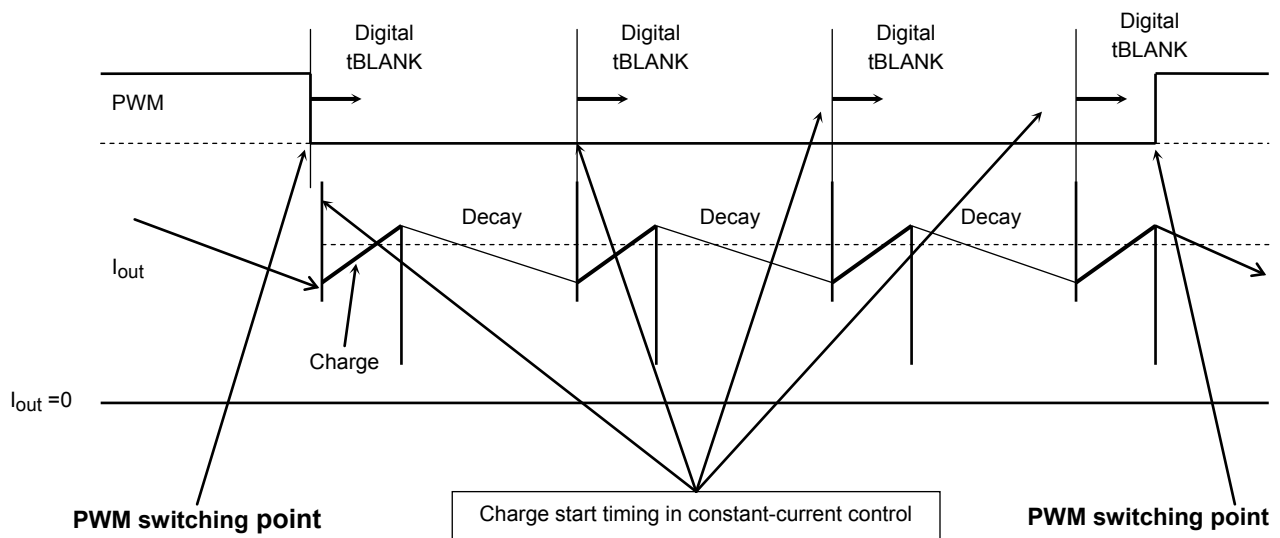 Digital
tBLANK
Digital
tBLANK
Digital
tBLANK
Digital
tBLANK
PWM
Decay
Decay
Decay
Iout
Charge
Iout =0
PWM switching point
Charge start timing in constant-current control
PWM switching point